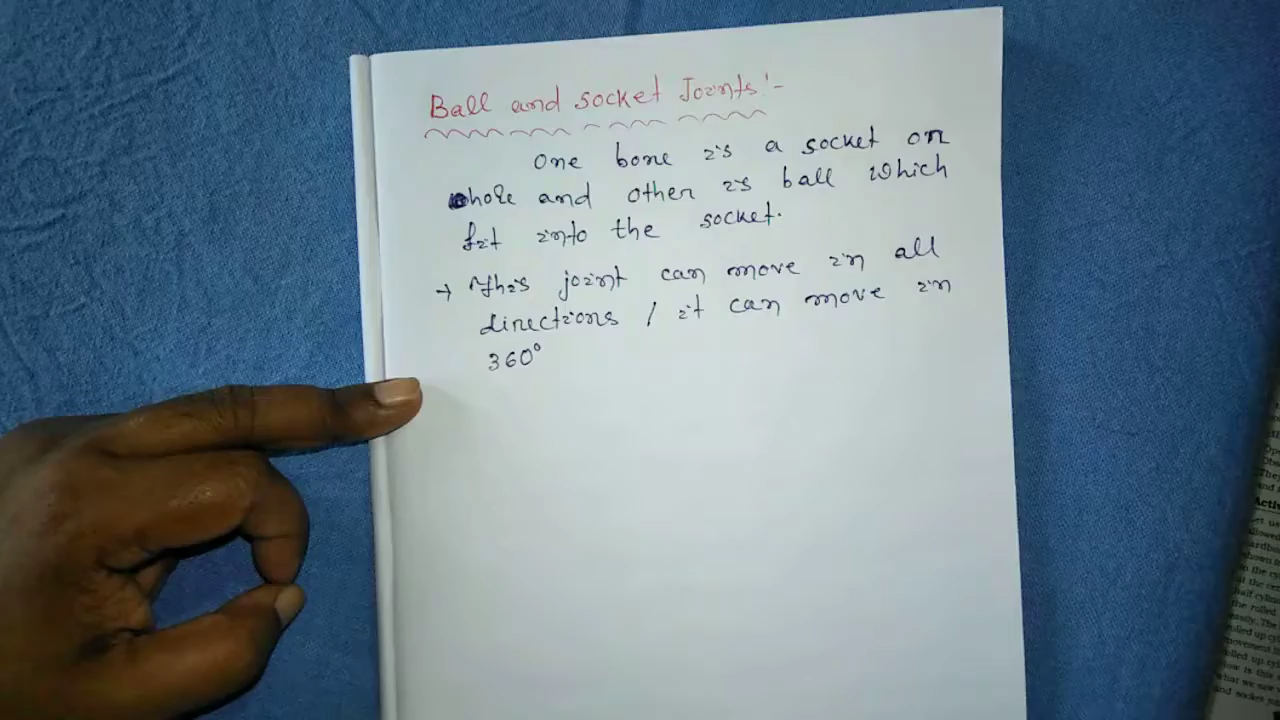 Ball and socket Joints:-
One bone is a socket or
hole and other is ball which
fit into the socket.
→ This joint can move in all
directions / it can move in
360°